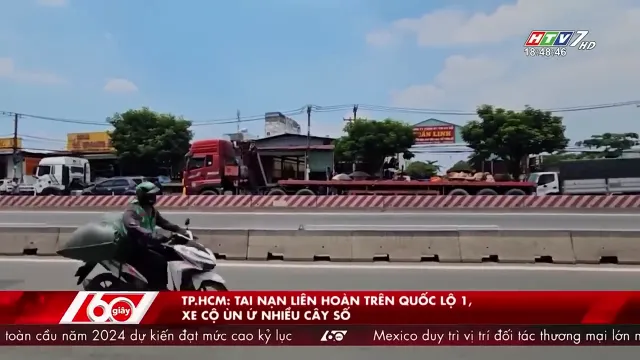 HTV7 HD
18:48:46
TUẤN LINH
60 giây
TP.HCM: TAI NẠN LIÊN HOÀN TRÊN QUỐC LỘ 1,
XE CỘ ÙN Ứ NHIỀU CÂY SỐ
toàn cầu năm 2024 dự kiến đạt mức cao kỷ lục
HTV
Mexico duy trì vị trí đối tác thương mại lớn